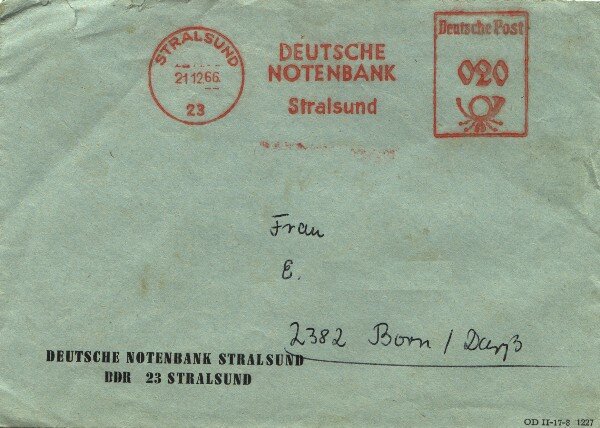 STRALSUND
21.12.66.
23
DEUTSCHE
NOTENBANK
Stralsund
Deutsche Post
020
Frau
E.
2382 Born / Darß
DEUTSCHE NOTENBANK STRALSUND
BDR 23 STRALSUND
OD II-17-8 1227